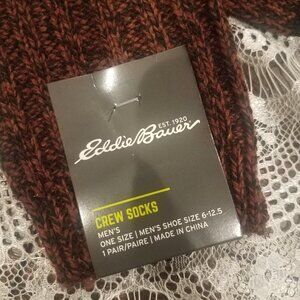 EST. 1920
Eddie Bauer
CREW SOCKS
MEN'S
ONE SIZE | MEN'S SHOE SIZE 6-12.5
1 PAIR/PAIRE | MADE IN CHINA